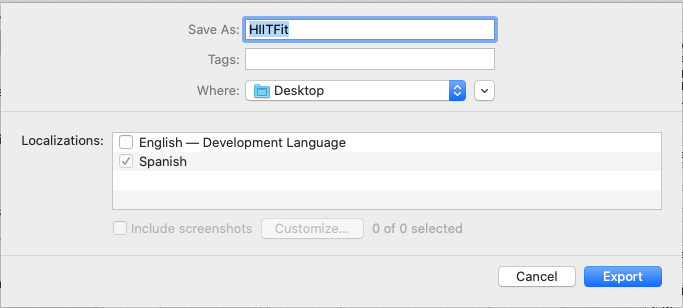 Save As: HIITFit
Tags:
Where: Desktop
Localizations: English — Development Language
Spanish
Include screenshots Customize... 0 of 0 selected
Cancel Export